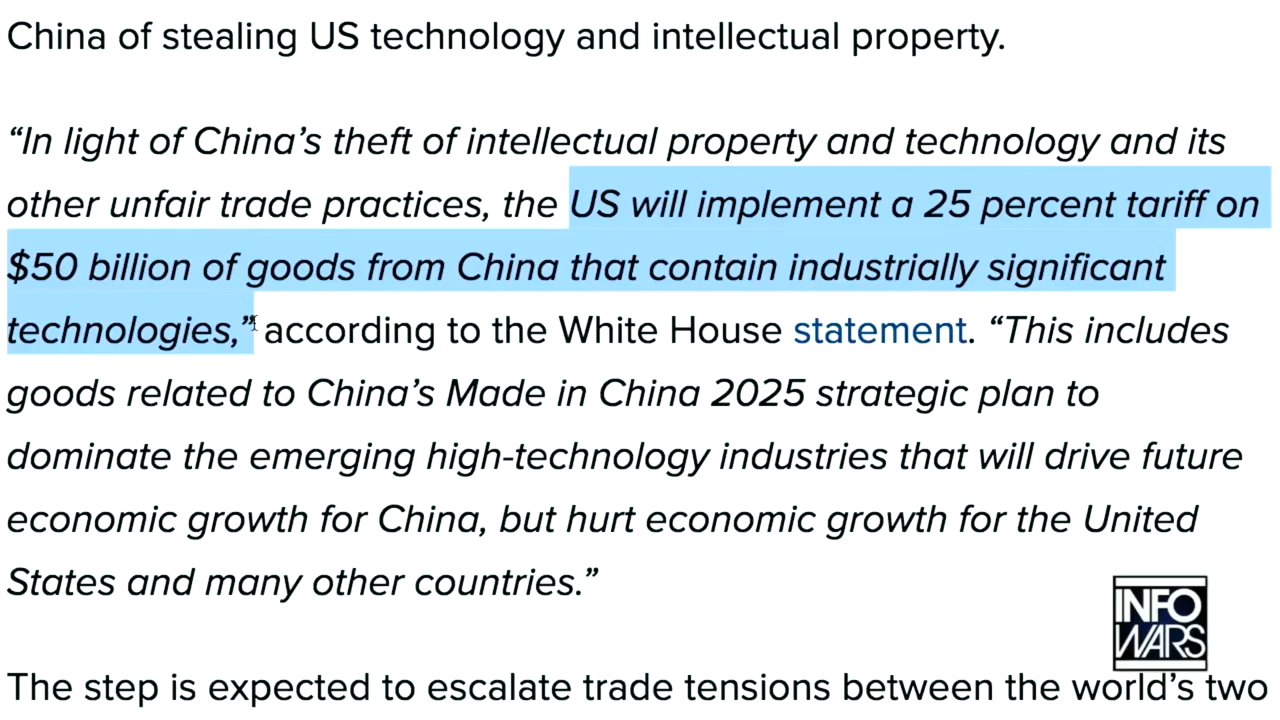 China of stealing US technology and intellectual property.
“In light of China’s theft of intellectual property and technology and its
other unfair trade practices, the US will implement a 25 percent tariff on
$50 billion of goods from China that contain industrially significant
technologies,” according to the White House statement. “This includes
goods related to China’s Made in China 2025 strategic plan to
dominate the emerging high-technology industries that will drive future
economic growth for China, but hurt economic growth for the United
States and many other countries.”
INFO
WARS
The step is expected to escalate trade tensions between the world’s two